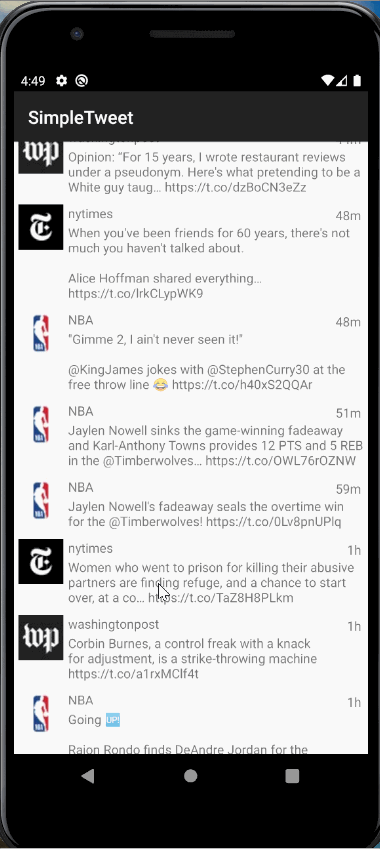 4:49
SimpleTweet
washingtonpost
wp
Opinion: “For 15 years, I wrote restaurant reviews
under a pseudonym. Here's what pretending to be a
White guy taug… https://t.co/dzBoCN3eZz
nytimes 48m
When you've been friends for 60 years, there's not
much you haven't talked about.
Alice Hoffman shared everything…
https://t.co/lrkCLypWK9
NBA 48m
"Gimme 2, I ain't never seen it!"
@KingJames jokes with @StephenCurry30 at the
free throw line 😂 https://t.co/h40xS2QQAr
NBA 51m
Jaylen Nowell sinks the game-winning fadeaway
and Karl-Anthony Towns provides 12 PTS and 5 REB
in the @Timberwolves… https://t.co/OWL76rOZNW
NBA 59m
Jaylen Nowell's fadeaway seals the overtime win
for the @Timberwolves! https://t.co/0Lv8pnUPlq
nytimes 1h
Women who went to prison for killing their abusive
partners are finding refuge, and a chance to start
over, at a co… https://t.co/TaZ8H8PLkm
washingtonpost 1h
wp
Corbin Burnes, a control freak with a knack
for adjustment, is a strike-throwing machine
https://t.co/a1rxMClf4t
NBA 1h
Going 🆙
Rajon Rondo finds DeAndre Jordan for the